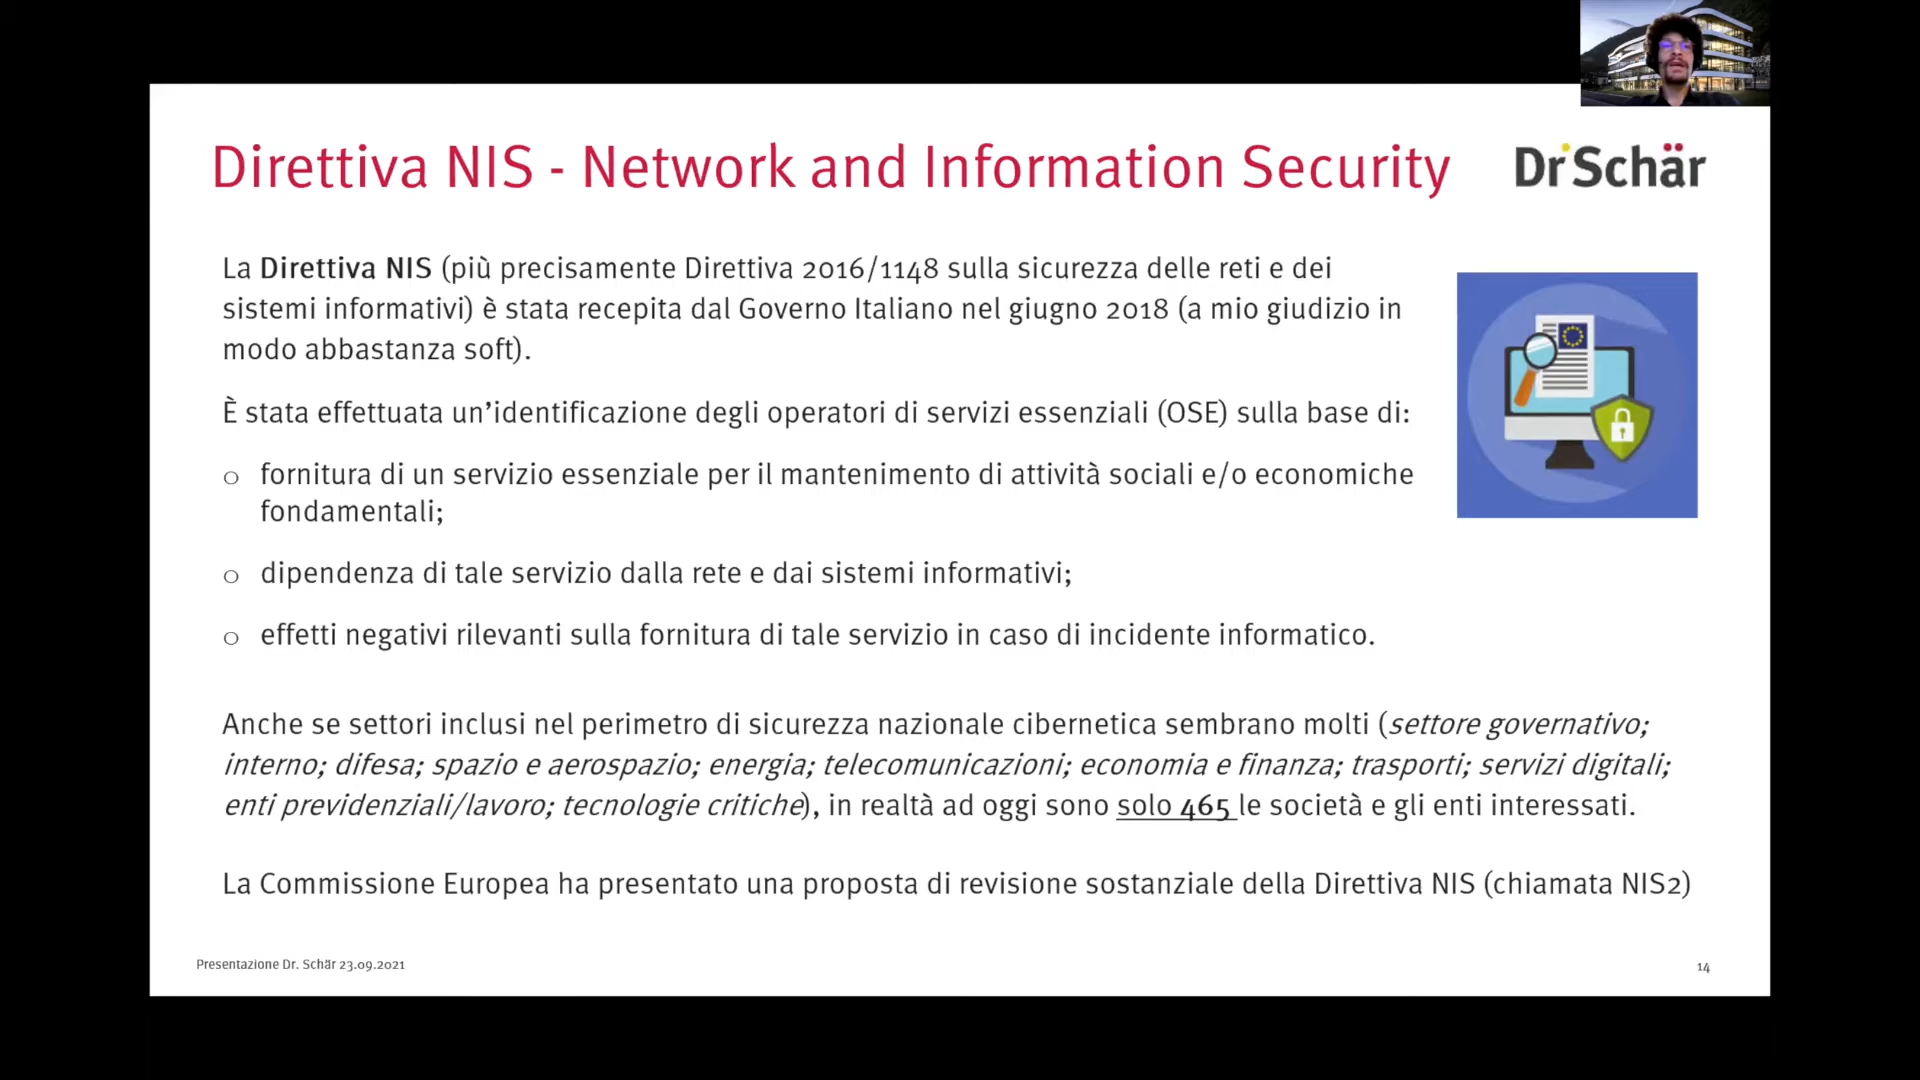 Direttiva NIS - Network and Information Security
Dr Schär
La Direttiva NIS (più precisamente Direttiva 2016/1148 sulla sicurezza delle reti e dei
sistemi informativi) è stata recepita dal Governo Italiano nel giugno 2018 (a mio giudizio in
modo abbastanza soft).
È stata effettuata un’identificazione degli operatori di servizi essenziali (OSE) sulla base di:
o fornitura di un servizio essenziale per il mantenimento di attività sociali e/o economiche
fondamentali;
o dipendenza di tale servizio dalla rete e dai sistemi informativi;
o effetti negativi rilevanti sulla fornitura di tale servizio in caso di incidente informatico.
Anche se settori inclusi nel perimetro di sicurezza nazionale cibernetica sembrano molti (settore governativo;
interno; difesa; spazio e aerospazio; energia; telecomunicazioni; economia e finanza; trasporti; servizi digitali;
enti previdenziali/lavoro; tecnologie critiche), in realtà ad oggi sono solo 465 le società e gli enti interessati.
La Commissione Europea ha presentato una proposta di revisione sostanziale della Direttiva NIS (chiamata NIS2)
Presentazione Dr. Schär 23.09.2021
14